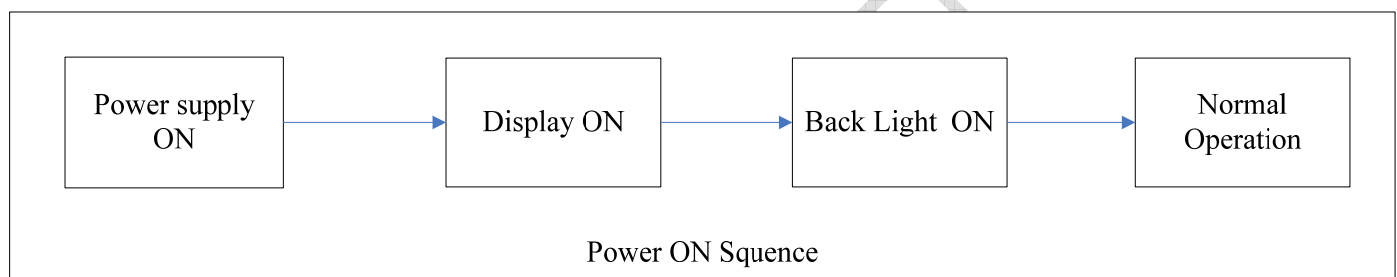 Power supply
ON
Display ON
Back Light ON
Normal
Operation
Power ON Squence